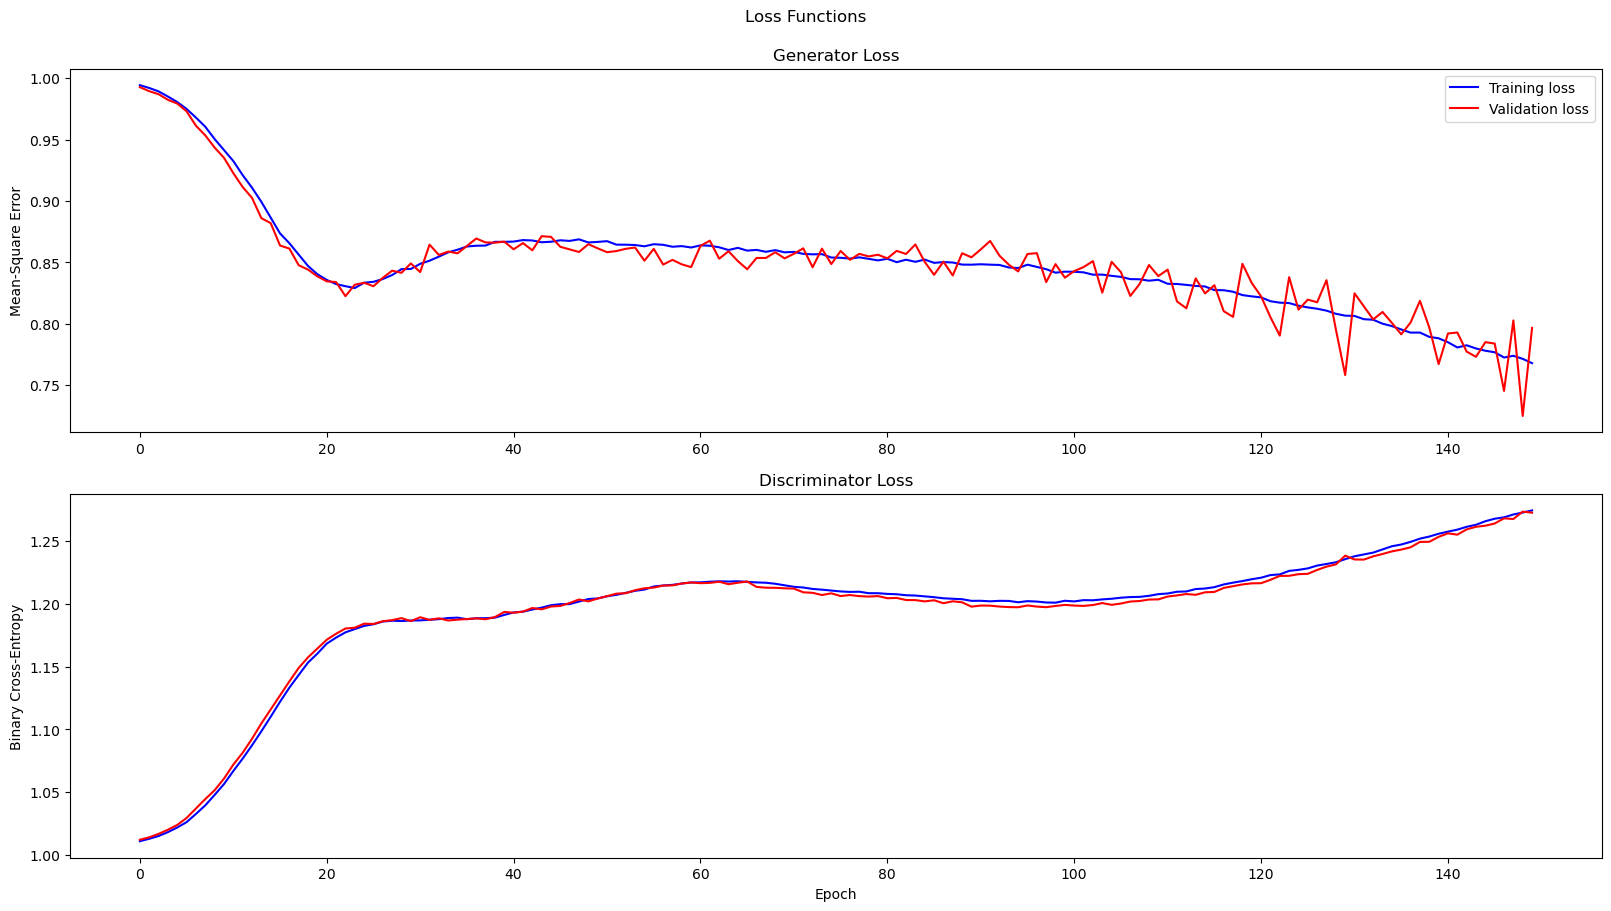 Loss Functions
Generator Loss
1.00
0.95
0.90
0.85
0.80
0.75
Mean-Square Error
Training loss
Validation loss
0 20 40 60 80 100 120 140
Discriminator Loss
1.25
1.20
1.15
1.10
1.05
1.00
Binary Cross-Entropy
0 20 40 60 80 100 120 140
Epoch